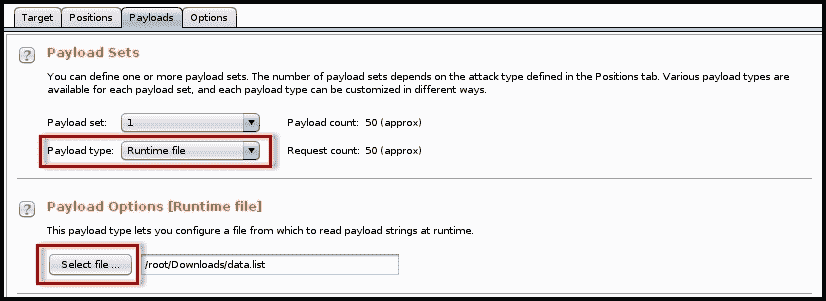 Target Positions Payloads Options
? Payload Sets
You can define one or more payload sets. The number of payload sets depends on the attack type defined in the Positions tab. Various payload types are
available for each payload set, and each payload type can be customized in different ways.
Payload set: 1 Payload count: 50 (approx)
Payload type: Runtime file Request count: 50 (approx)
? Payload Options [Runtime file]
This payload type lets you configure a file from which to read payload strings at runtime.
Select file ... /root/Downloads/data.list